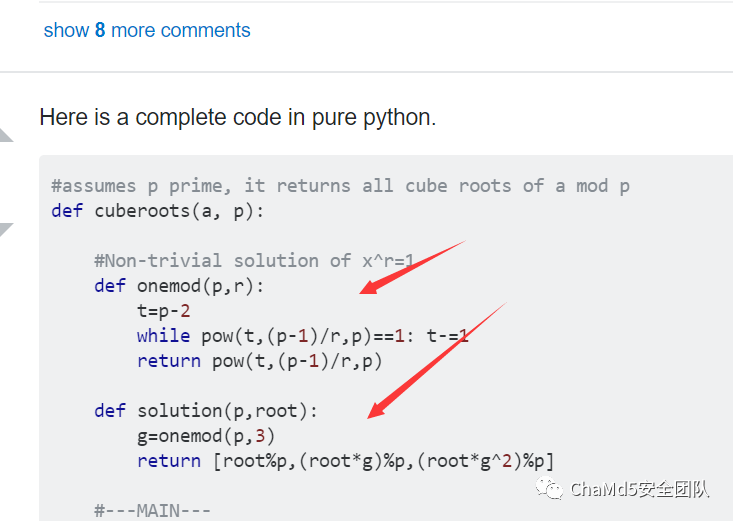 show 8 more comments
Here is a complete code in pure python.
#assumes p prime, it returns all cube roots of a mod p
def cuberoots(a, p):
    #Non-trivial solution of x^r=1
    def onemod(p,r):
        t=p-2
        while pow(t,(p-1)/r,p)==1: t-=1
        return pow(t,(p-1)/r,p)
    def solution(p,root):
        g=onemod(p,3)
        return [root%p,(root*g)%p,(root*g^2)%p]
    #---MAIN---
ChaMd5安全团队